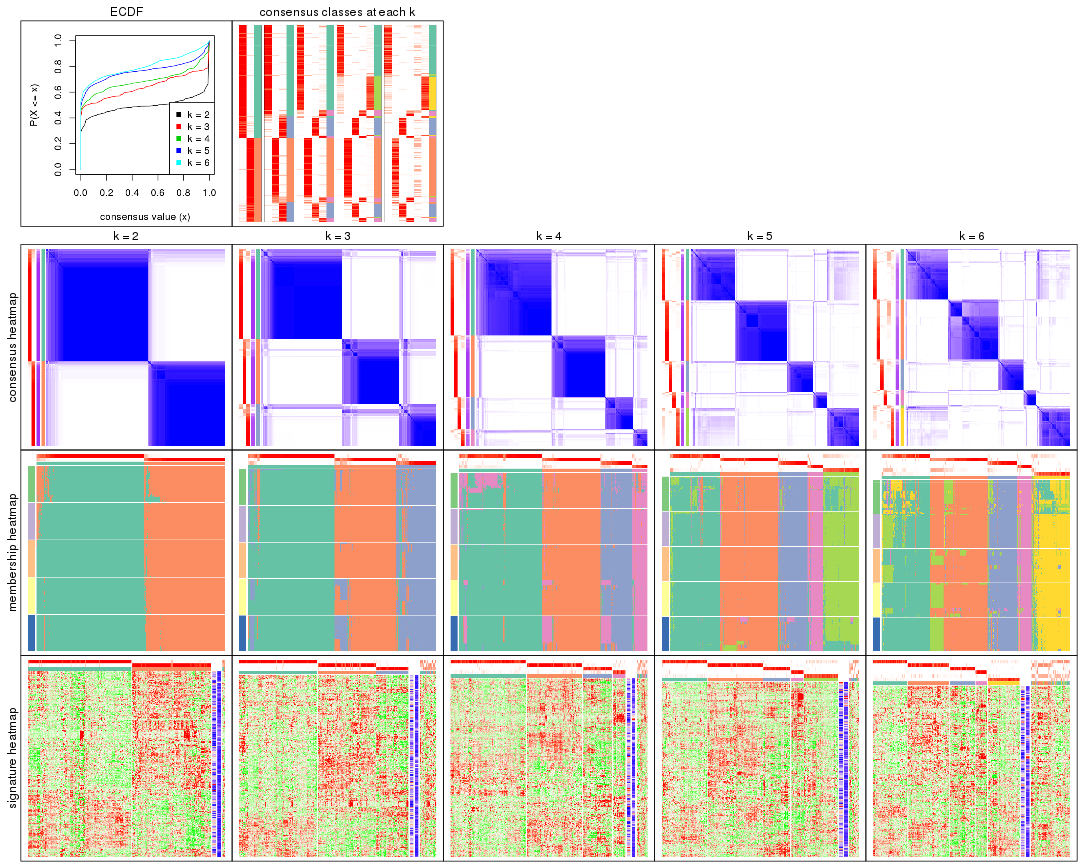 ECDF
consensus classes at each k
P(X <= x)
0.0 0.2 0.4 0.6 0.8 1.0
k = 2
k = 3
k = 4
k = 5
k = 6
0.0 0.2 0.4 0.6 0.8 1.0
consensus value (x)
k = 2
k = 3
k = 4
k = 5
k = 6
consensus heatmap
membership heatmap
signature heatmap